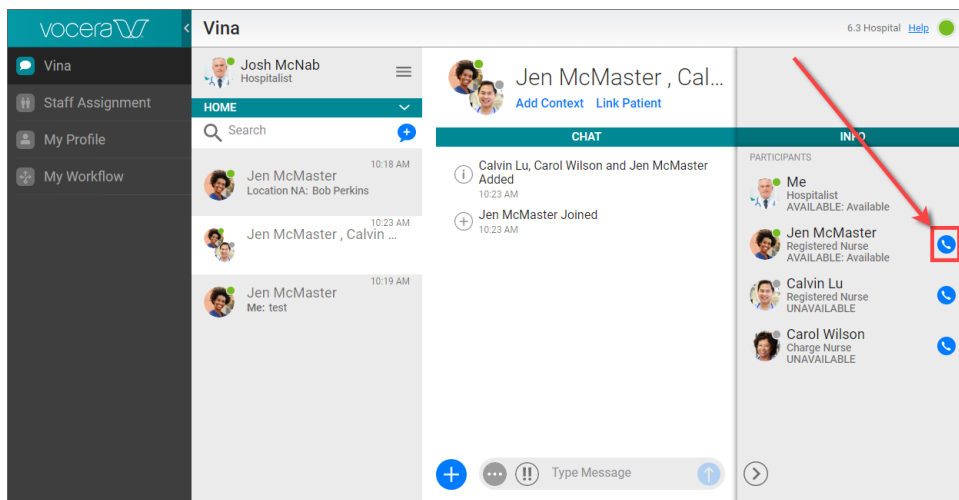 vocera
Vina
6.3 Hospital Help
Vina
Staff Assignment
My Profile
My Workflow
Josh McNab
Hospitalist
HOME
Search
10:18 AM
Jen McMaster
Location NA: Bob Perkins
10:23 AM
Jen McMaster , Calvin ...
10:19 AM
Jen McMaster
Me: test
Jen McMaster , Cal...
Add Context Link Patient
CHAT
Calvin Lu, Carol Wilson and Jen McMaster
Added
10:23 AM
Jen McMaster Joined
10:23 AM
Type Message
INFO
PARTICIPANTS
Me
Hospitalist
AVAILABLE: Available
Jen McMaster
Registered Nurse
AVAILABLE: Available
Calvin Lu
Registered Nurse
UNAVAILABLE
Carol Wilson
Charge Nurse
UNAVAILABLE